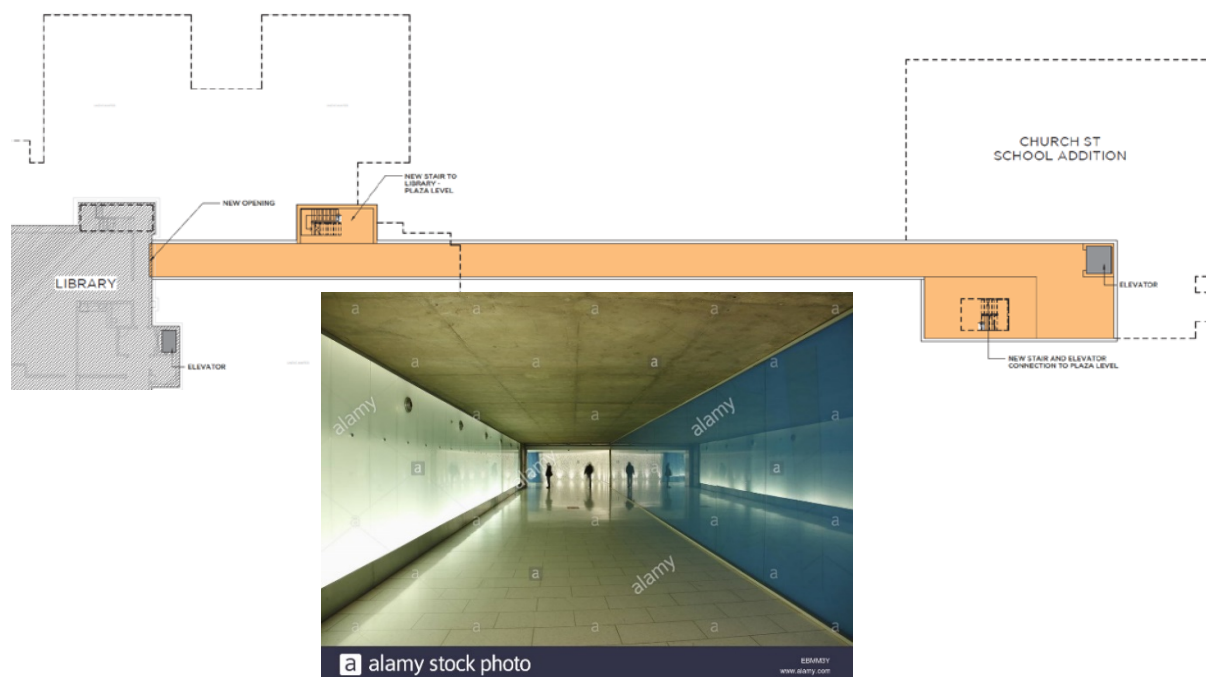 CHURCH ST
SCHOOL ADDITION
NEW STAIR TO
LIBRARY -
PLAZA LEVEL
NEW OPENING
LIBRARY
ELEVATOR
ELEVATOR
NEW STAIR AND ELEVATOR
CONNECTION TO PLAZA LEVEL
a a a a
alamy alamy
a a a
alamy
a a a
a alamy a
a a a a
a alamy stock photo
EBMM3Y
www.alamy.com